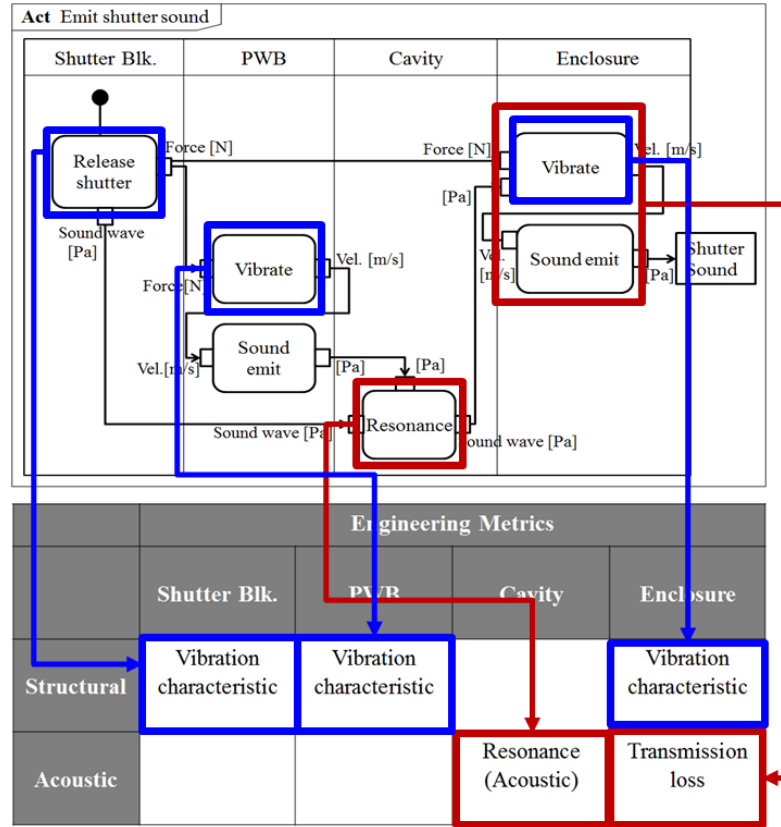 Act Emit shutter sound
Shutter Blk.
PWB
Cavity
Enclosure
Release
shutter
Force [N]
Sound wave
[Pa]
Force[N]
Vibrate
Vel. [m/s]
Vel.[m/s]
Sound
emit
[Pa]
[Pa]
Sound wave [Pa]
Resonance
Sound wave [Pa]
Force [N]
[Pa]
Vibrate
Vel. [m/s]
Vel.
[m/s]
Sound emit
[Pa]
Shutter
Sound
Engineering Metrics
Shutter Blk.
PWB
Cavity
Enclosure
Structural
Vibration
characteristic
Vibration
characteristic
Vibration
characteristic
Acoustic
Resonance
(Acoustic)
Transmission
loss